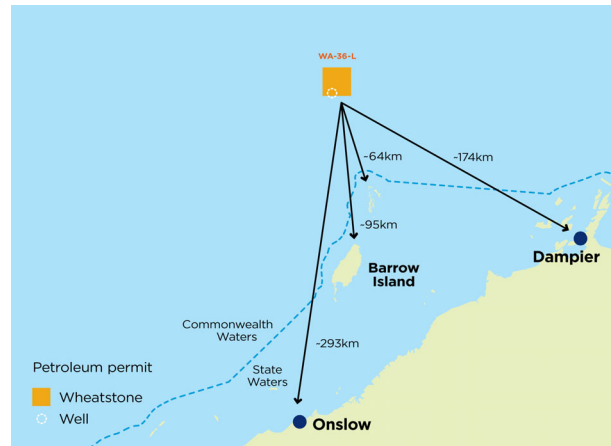 WA-36-L
~64km
~174km
~95km
Dampier
Barrow
Island
Commonwealth
Waters
~293km
Petroleum permit
State
Waters
Wheatstone
Well
Onslow